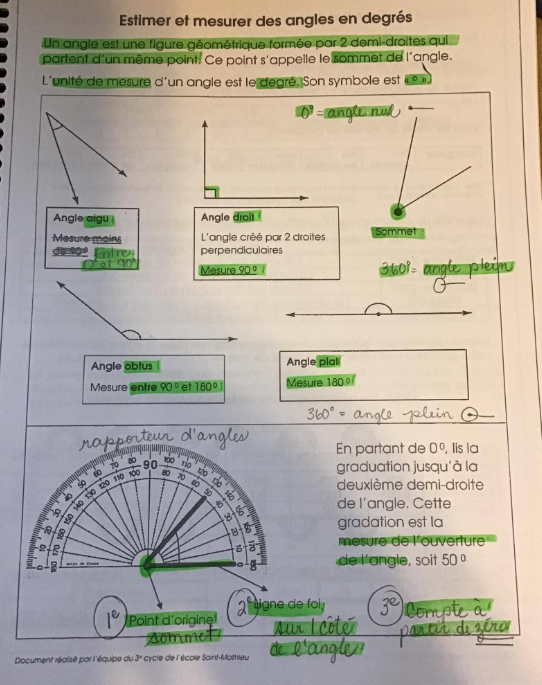 Estimer et mesurer des angles en degrés
Un angle est une figure géométrique formée par 2 demi-droites qui
partent d'un même point. Ce point s'appelle le sommet de l'angle.
L'unité de mesure d'un angle est le degré. Son symbole est « ° ».
0° = angle nul
Angle aigu
Mesure moins
de 90°
Entre
0° et 90°
Angle droit
L'angle créé par 2 droites
perpendiculaires
Mesure 90°
Sommet
360° = angle plein
Angle obtus
Mesure entre 90° et 180°
Angle plat
Mesure 180°
360° = angle plein
rapporteur d'angles
En partant de 0°, lis la
graduation jusqu'à la
deuxième demi-droite
de l'angle. Cette
gradation est la
mesure de l'ouverture
de l'angle, soit 50°
1e Point d'origine
sommet
2e Ligne de foi
sur 1 côté
de l'angle
3e Compte à
partir de zéro
Document réalisé par l'équipe du 3e cycle de l'école Saint-Mathieu